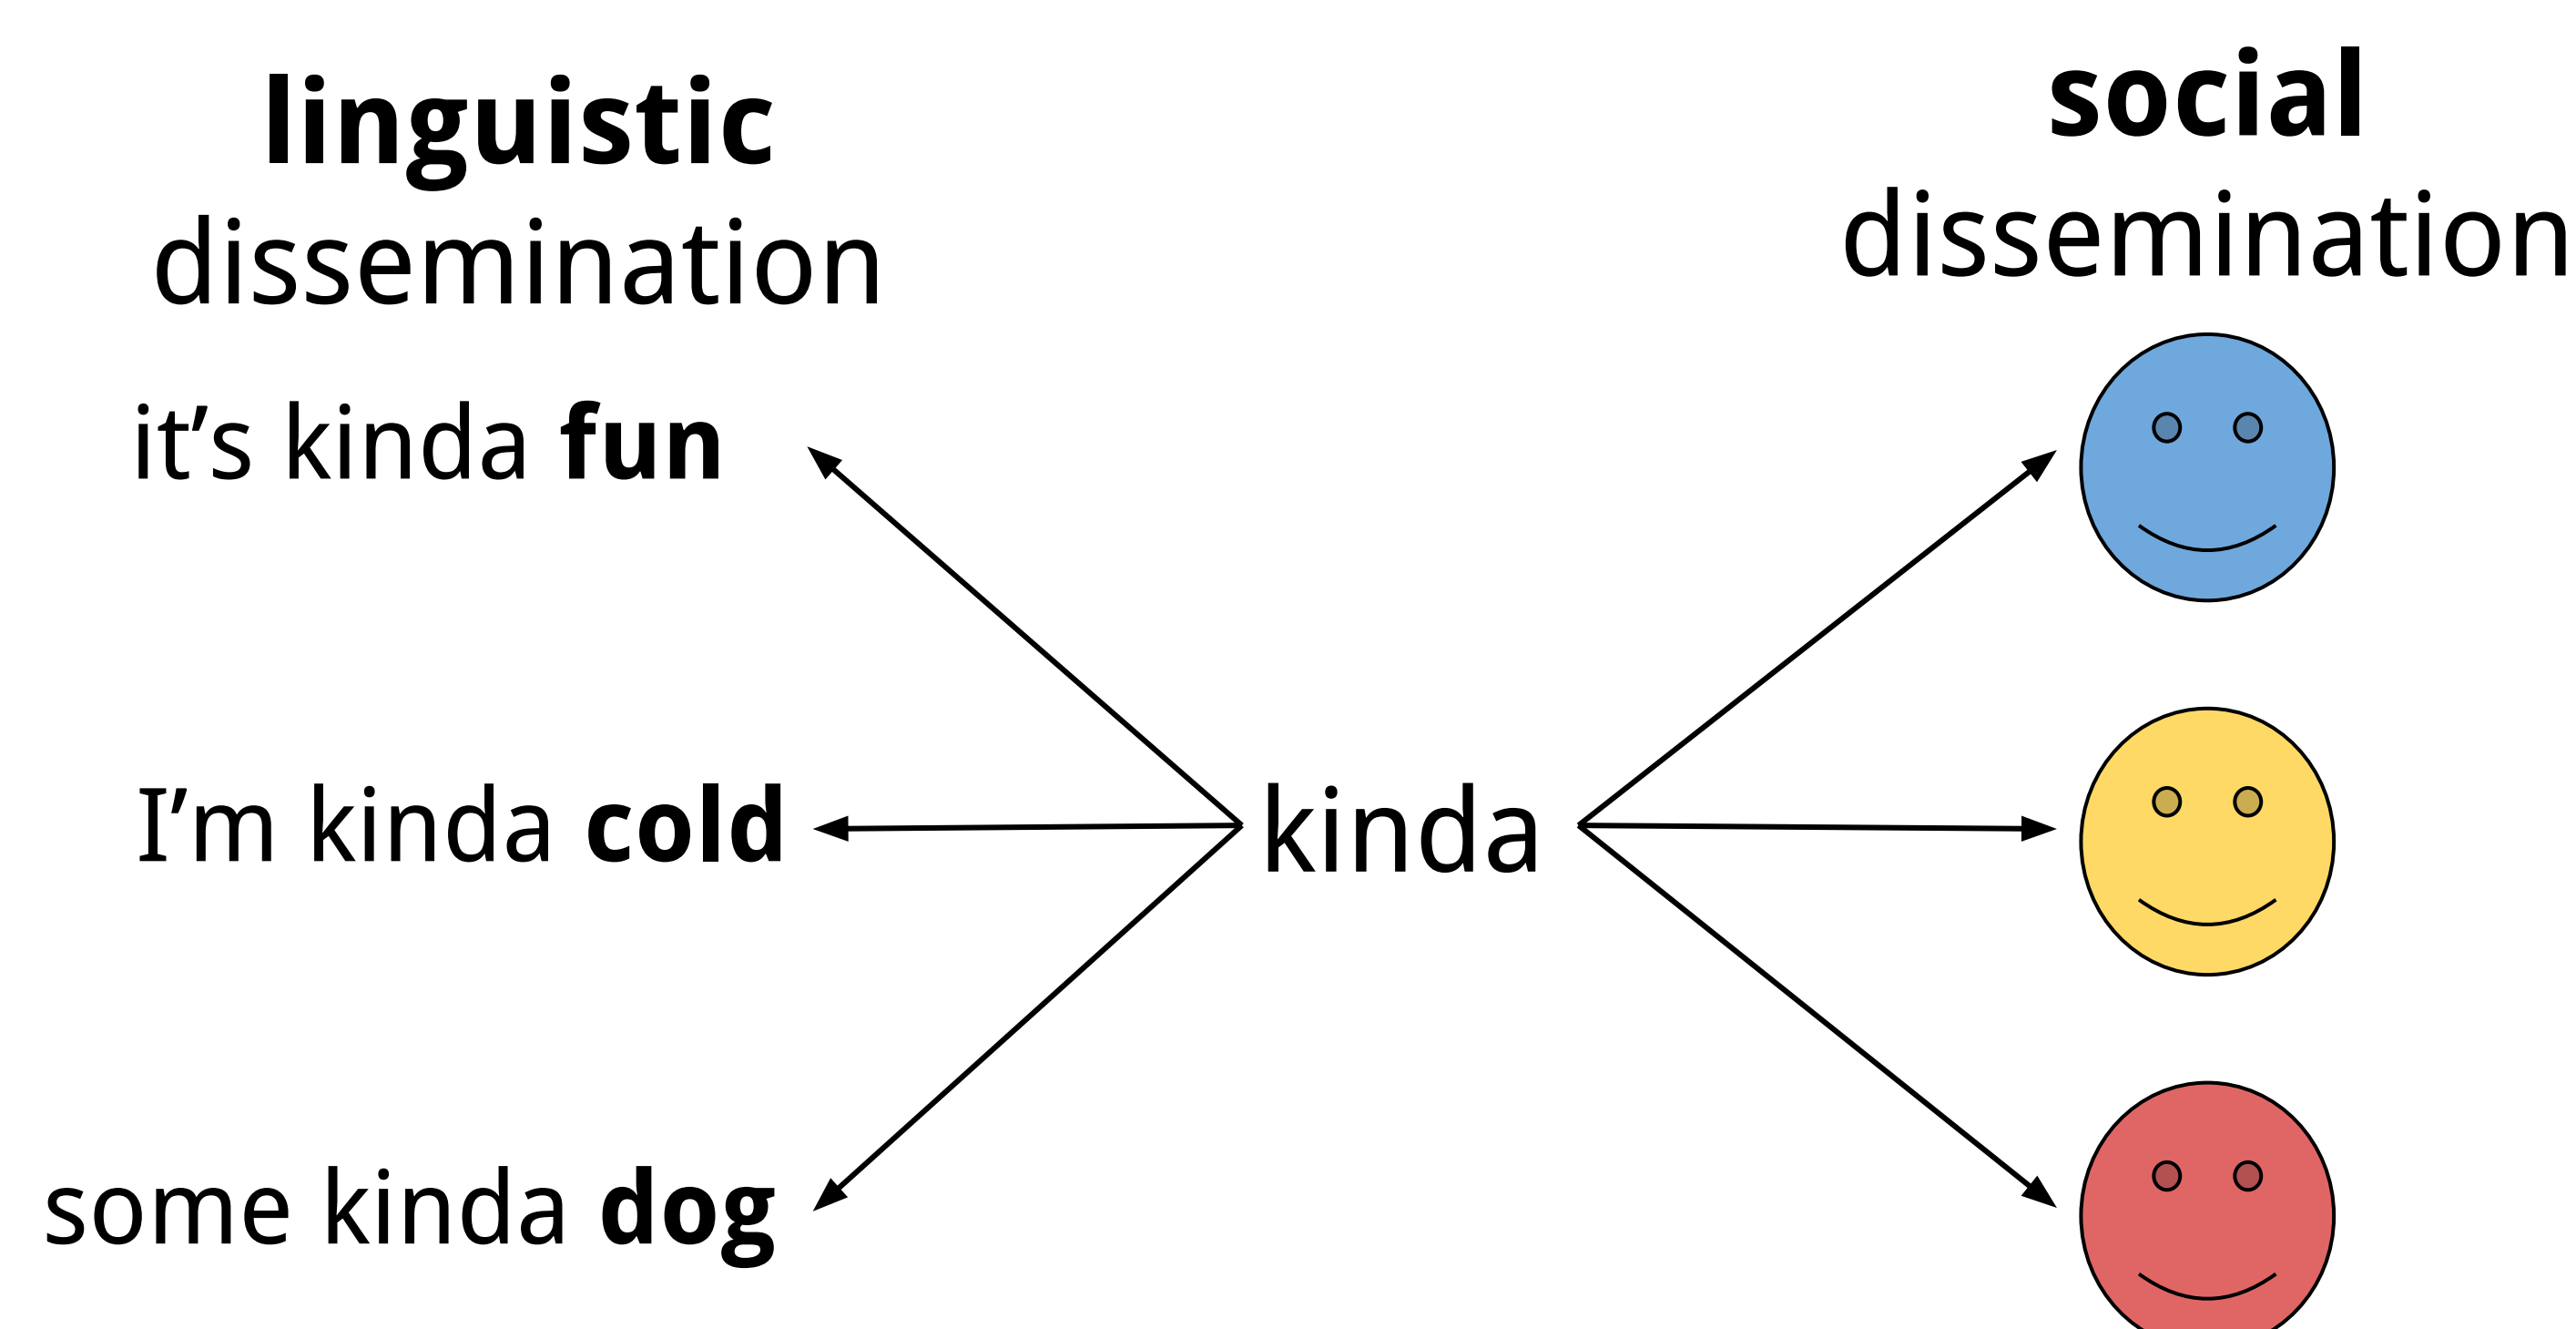 linguistic
dissemination
it’s kinda fun
I’m kinda cold
some kinda dog
kinda
social
dissemination